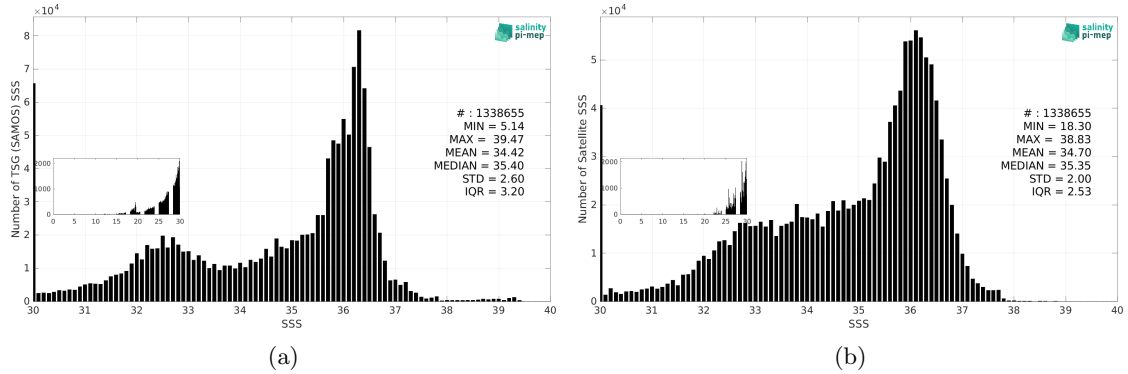 ×10⁴
8
7
6
5
4
3
2
1
0
Number of TSG (SAMOS) SSS
salinity
pi-mep
# : 1338655
MIN = 5.14
MAX = 39.47
MEAN = 34.42
MEDIAN = 35.40
STD = 2.60
IQR = 3.20
2000
1000
0
0 5 10 15 20 25 30
30 31 32 33 34 35 36 37 38 39 40
SSS
(a)
×10⁴
5
4
3
2
1
0
Number of Satellite SSS
salinity
pi-mep
# : 1338655
MIN = 18.30
MAX = 38.83
MEAN = 34.70
MEDIAN = 35.35
STD = 2.00
IQR = 2.53
2000
1000
0
0 5 10 15 20 25 30
30 31 32 33 34 35 36 37 38 39 40
SSS
(b)